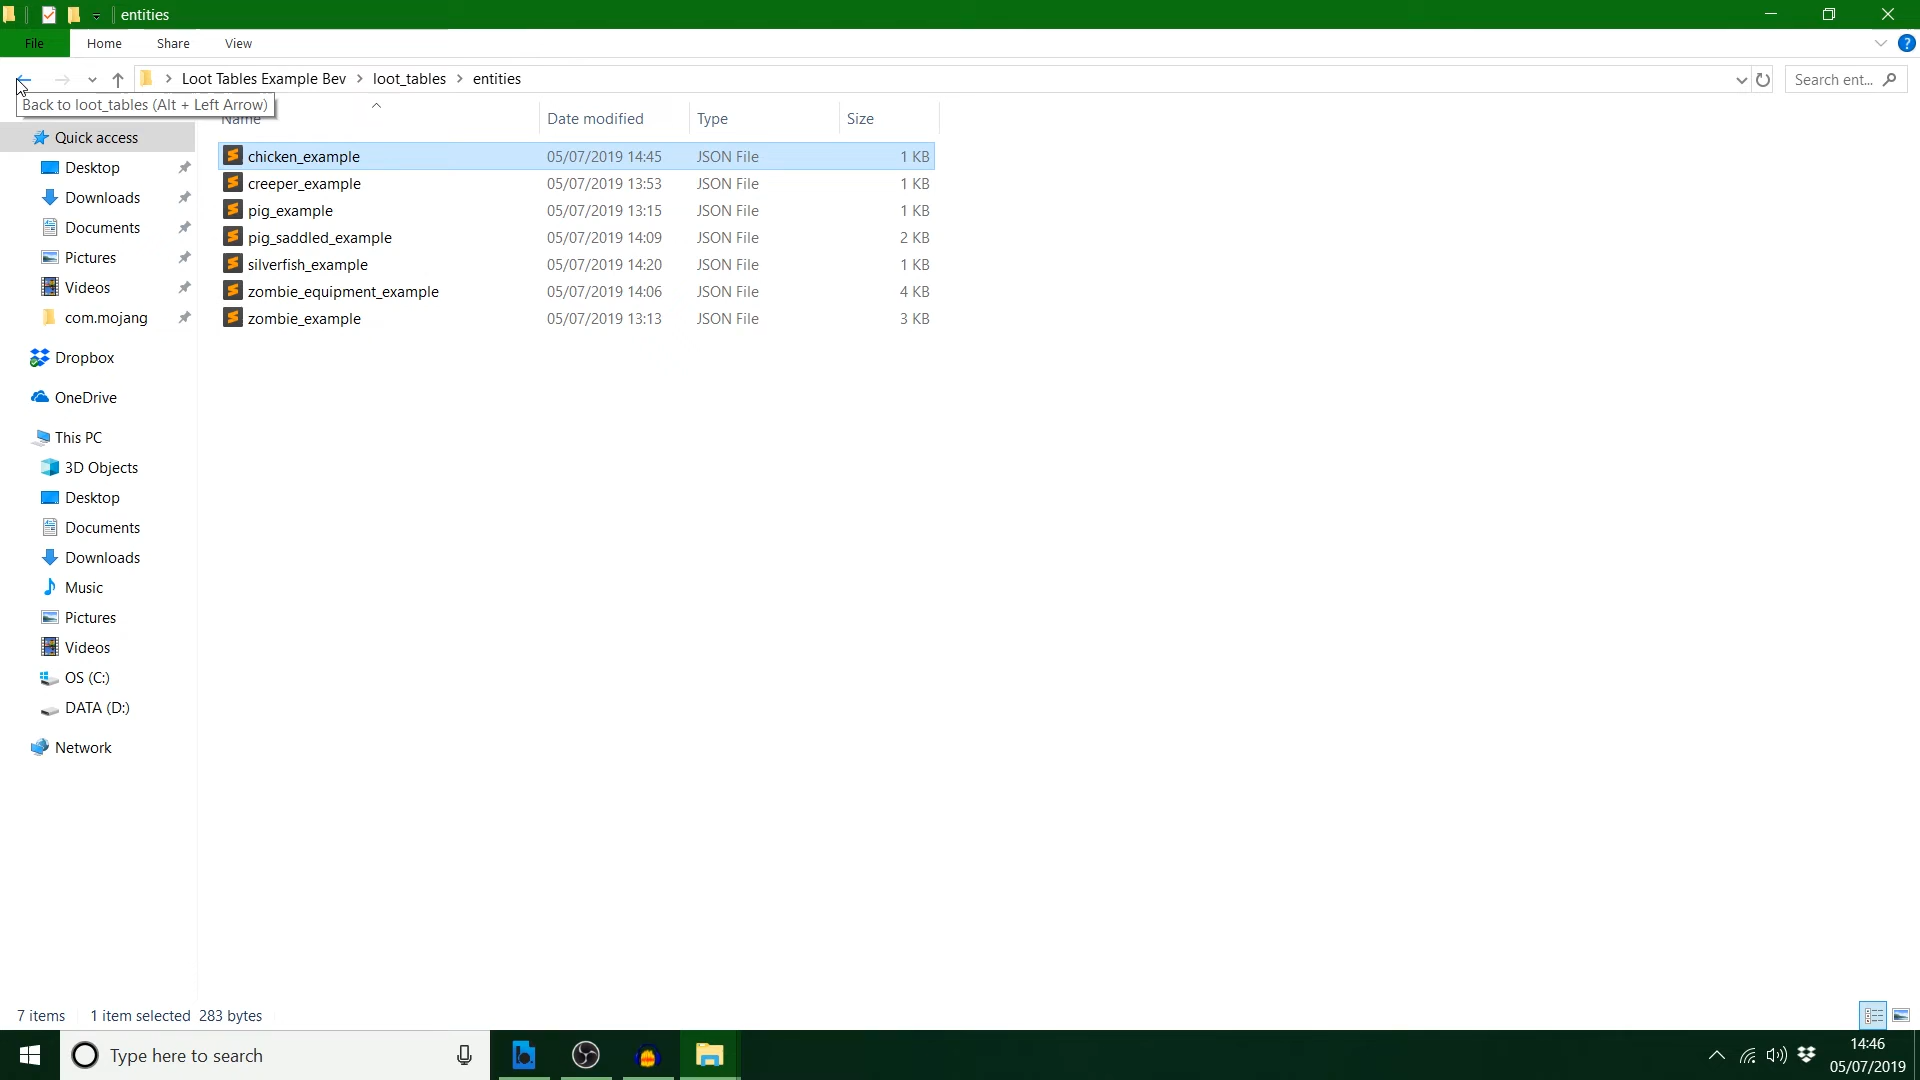 entities
File Home Share View
Loot Tables Example Bev loot_tables entities
Search ent...
Back to loot_tables (Alt + Left Arrow)
Name Date modified Type Size
Quick access
Desktop
Downloads
Documents
Pictures
Videos
com.mojang
Dropbox
OneDrive
This PC
3D Objects
Desktop
Documents
Downloads
Music
Pictures
Videos
OS (C:)
DATA (D:)
Network
chicken_example 05/07/2019 14:45 JSON File 1 KB
creeper_example 05/07/2019 13:53 JSON File 1 KB
pig_example 05/07/2019 13:15 JSON File 1 KB
pig_saddled_example 05/07/2019 14:09 JSON File 2 KB
silverfish_example 05/07/2019 14:20 JSON File 1 KB
zombie_equipment_example 05/07/2019 14:06 JSON File 4 KB
zombie_example 05/07/2019 13:13 JSON File 3 KB
7 items 1 item selected 283 bytes
Type here to search
14:46
05/07/2019